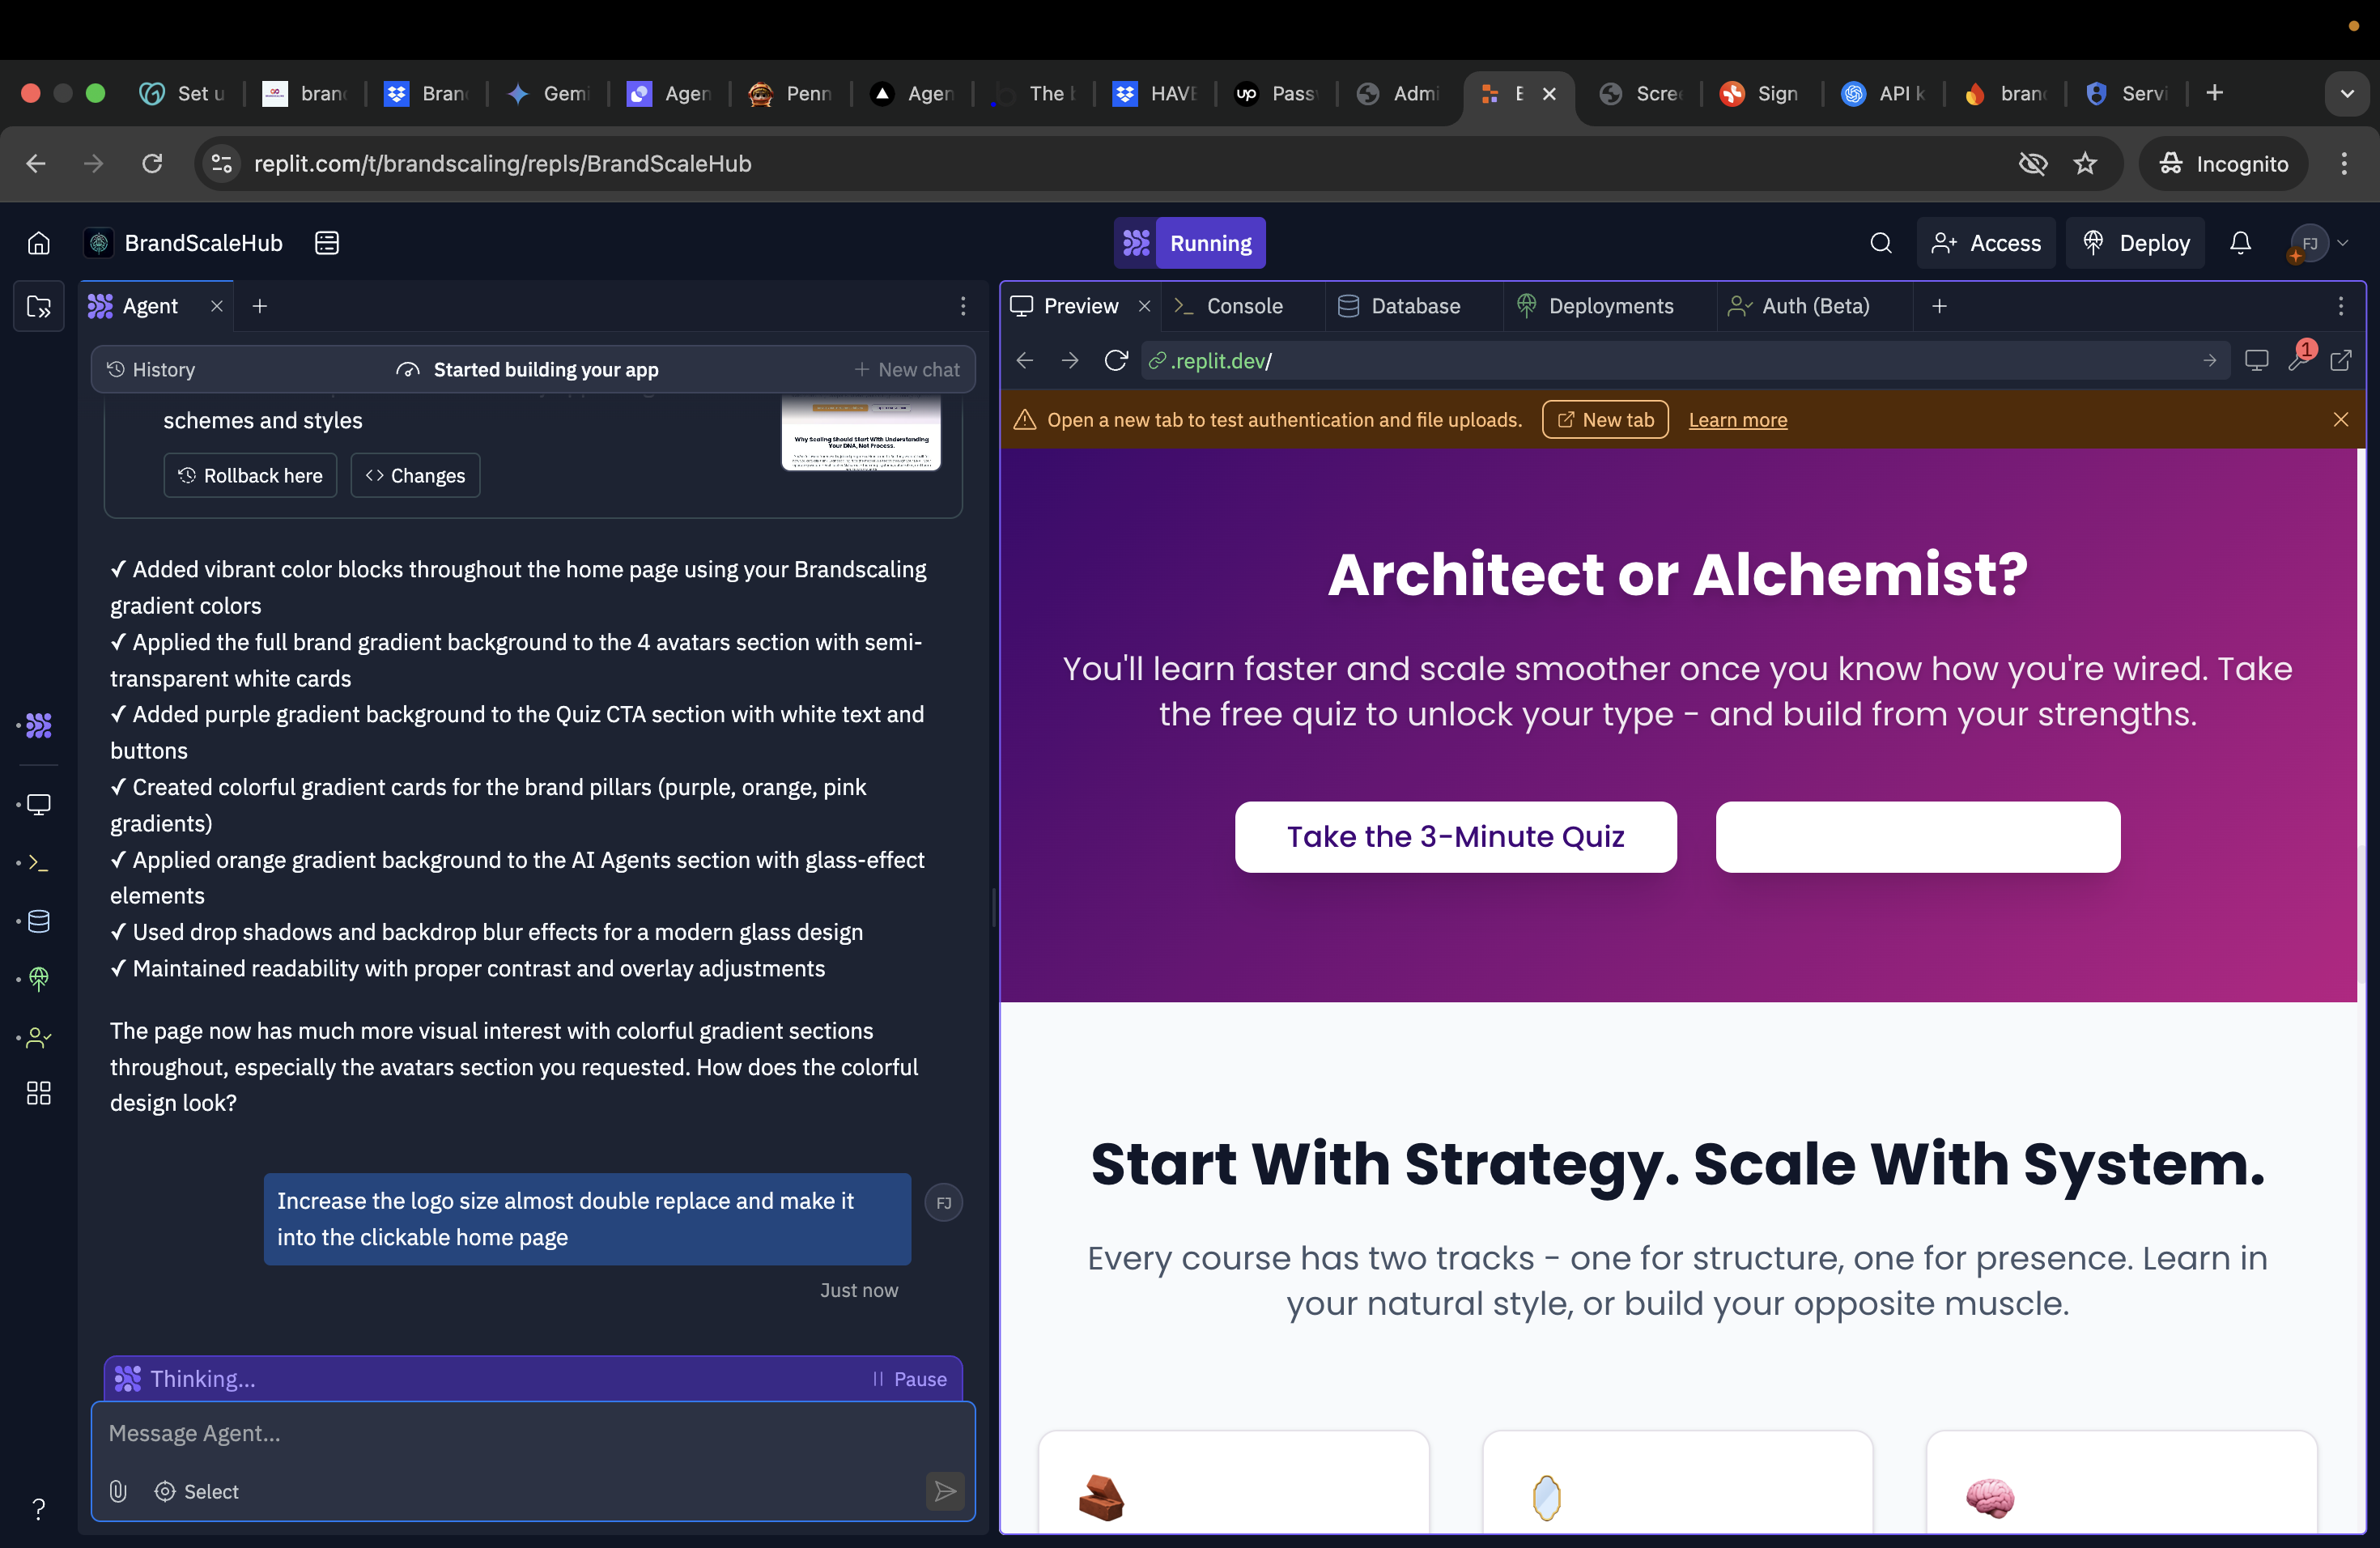 Set u
bran
Bran
Gemi
Agen
Penn
Agen
The
HAVE
up
Pass
Admi
E
Scree
Sign
API k
bran
Servi
replit.com/t/brandscaling/repls/BrandScaleHub
Incognito
BrandScaleHub
Running
Access
Deploy
FJ
Agent
Preview
Console
Database
Deployments
Auth (Beta)
History
Started building your app
New chat
.replit.dev/
1
Open a new tab to test authentication and file uploads.
New tab
Learn more
schemes and styles
Why Scaling Should Start With Understanding
Your DNA, Not Process.
Rollback here
Changes
✓ Added vibrant color blocks throughout the home page using your Brandscaling
gradient colors
✓ Applied the full brand gradient background to the 4 avatars section with semi-
transparent white cards
✓ Added purple gradient background to the Quiz CTA section with white text and
buttons
✓ Created colorful gradient cards for the brand pillars (purple, orange, pink
gradients)
✓ Applied orange gradient background to the AI Agents section with glass-effect
elements
✓ Used drop shadows and backdrop blur effects for a modern glass design
✓ Maintained readability with proper contrast and overlay adjustments
The page now has much more visual interest with colorful gradient sections
throughout, especially the avatars section you requested. How does the colorful
design look?
Increase the logo size almost double replace and make it
into the clickable home page
FJ
Just now
Thinking...
Pause
Message Agent...
Select
?
Architect or Alchemist?
You'll learn faster and scale smoother once you know how you're wired. Take
the free quiz to unlock your type - and build from your strengths.
Take the 3-Minute Quiz
Start With Strategy. Scale With System.
Every course has two tracks - one for structure, one for presence. Learn in
your natural style, or build your opposite muscle.